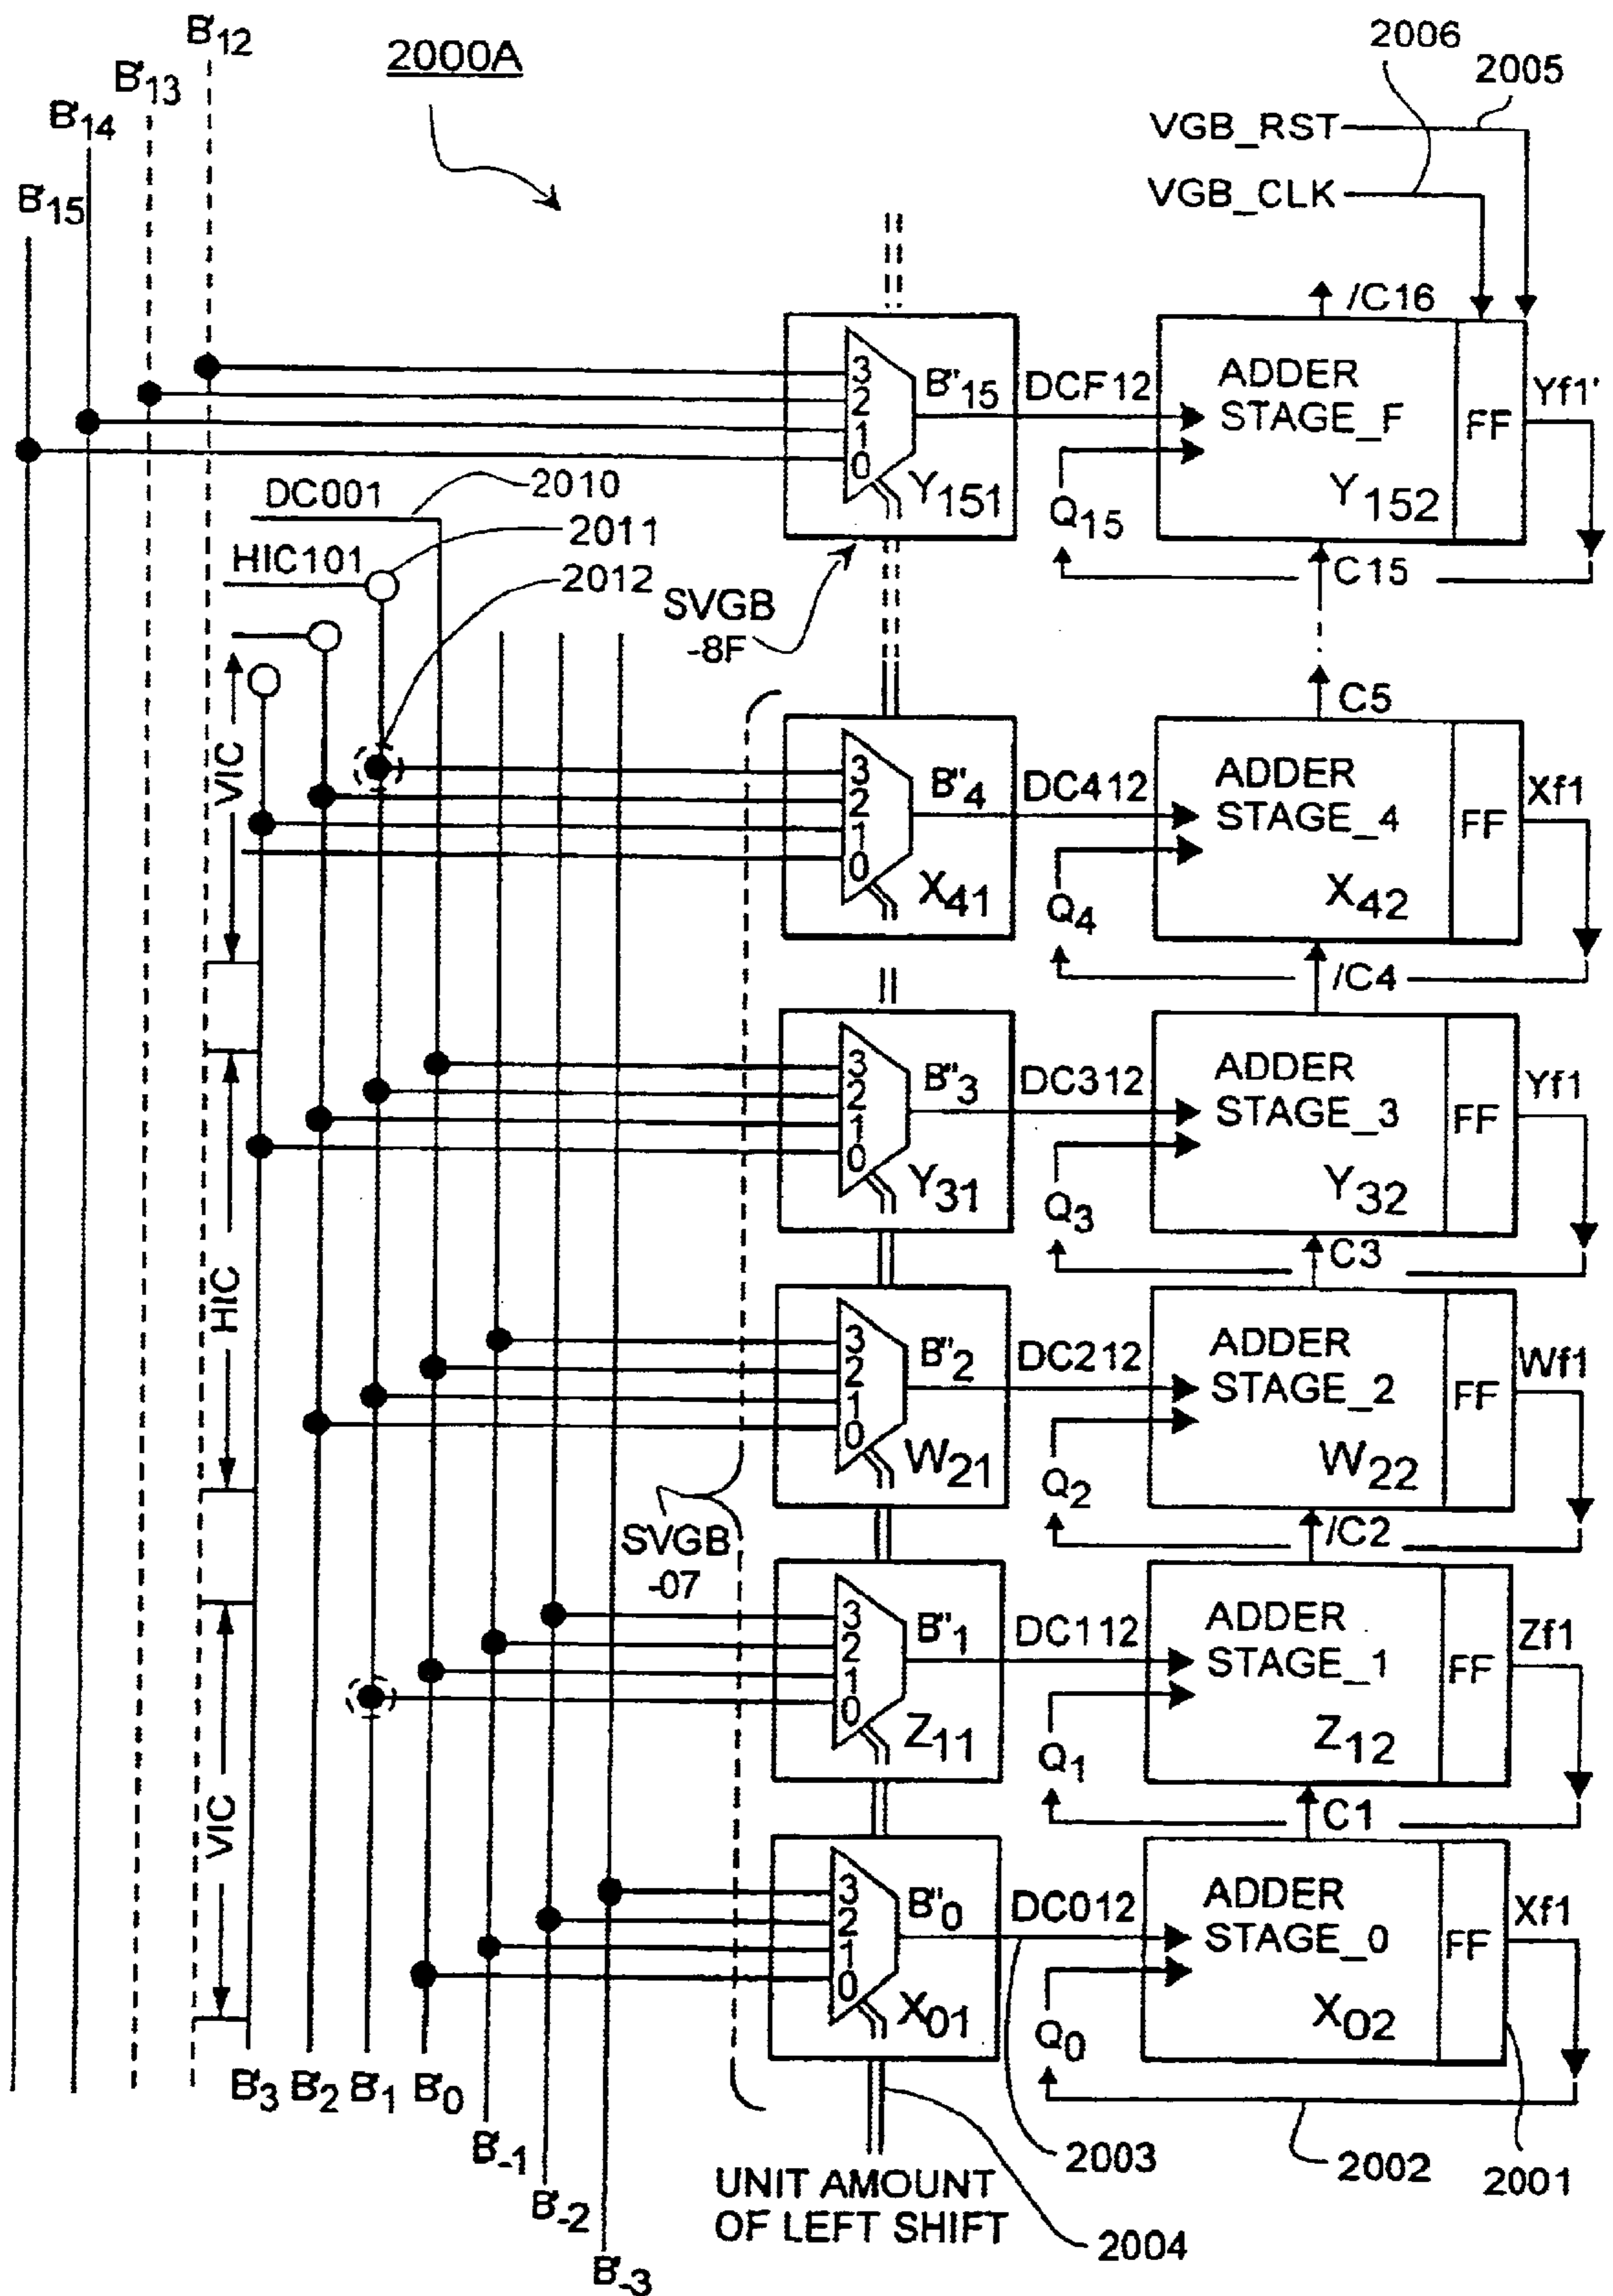 B'12
2000A
2006
2005
B'13
B'14
VGB_RST
VGB_CLK
B'15
/C16
3
2
1
0
B"15
DCF12
ADDER
STAGE_F
FF
Yf1'
Y151
Q15
Y152
DC001
2010
2011
HIC101
2012
C15
SVGB
-8F
C5
VIC
3
2
1
0
B"4
DC412
ADDER
STAGE_4
FF
Xf1
X41
Q4
X42
/C4
3
2
1
0
B"3
DC312
ADDER
STAGE_3
FF
Yf1
Y31
Q3
Y32
C3
HIC
3
2
1
0
B"2
DC212
ADDER
STAGE_2
FF
Wf1
W21
Q2
W22
SVGB
-07
/C2
3
2
1
0
B"1
DC112
ADDER
STAGE_1
FF
Zf1
Z11
Q1
Z12
VIC
C1
3
2
1
0
B"0
DC012
ADDER
STAGE_0
FF
Xf1
X01
Q0
X02
B'3 B'2 B'1 B'0
B'-1
B'-2
B'-3
2003
2002
2001
UNIT AMOUNT
OF LEFT SHIFT
2004